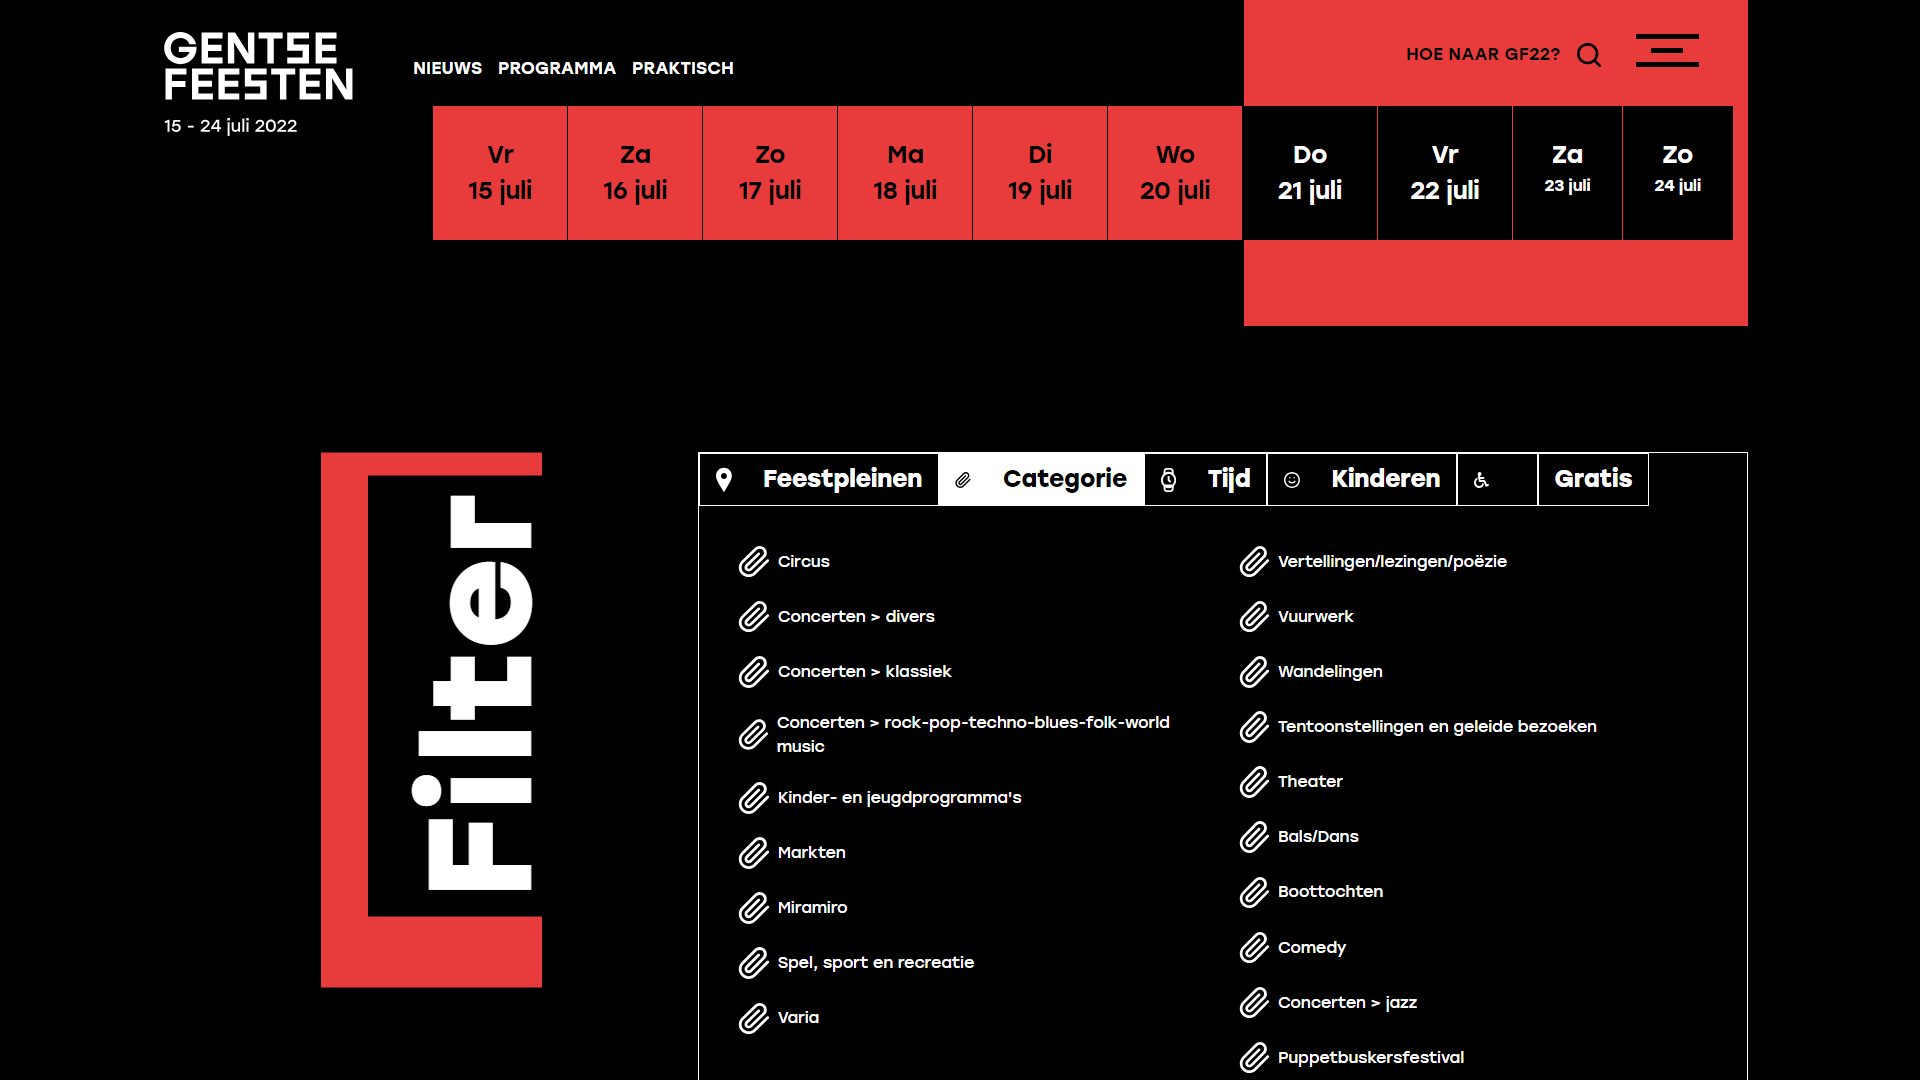 GENTSE
FEESTEN
15 - 24 juli 2022
NIEUWS PROGRAMMA PRAKTISCH
HOE NAAR GF22?
Vr
15 juli
Za
16 juli
Zo
17 juli
Ma
18 juli
Di
19 juli
Wo
20 juli
Do
21 juli
Vr
22 juli
Za
23 juli
Zo
24 juli
Filter
Feestpleinen
Categorie
Tijd
Kinderen
Gratis
Circus
Concerten > divers
Concerten > klassiek
Concerten > rock-pop-techno-blues-folk-world
music
Kinder- en jeugdprogramma's
Markten
Miramiro
Spel, sport en recreatie
Varia
Vertellingen/lezingen/poëzie
Vuurwerk
Wandelingen
Tentoonstellingen en geleide bezoeken
Theater
Bals/Dans
Boottochten
Comedy
Concerten > jazz
Puppetbuskersfestival